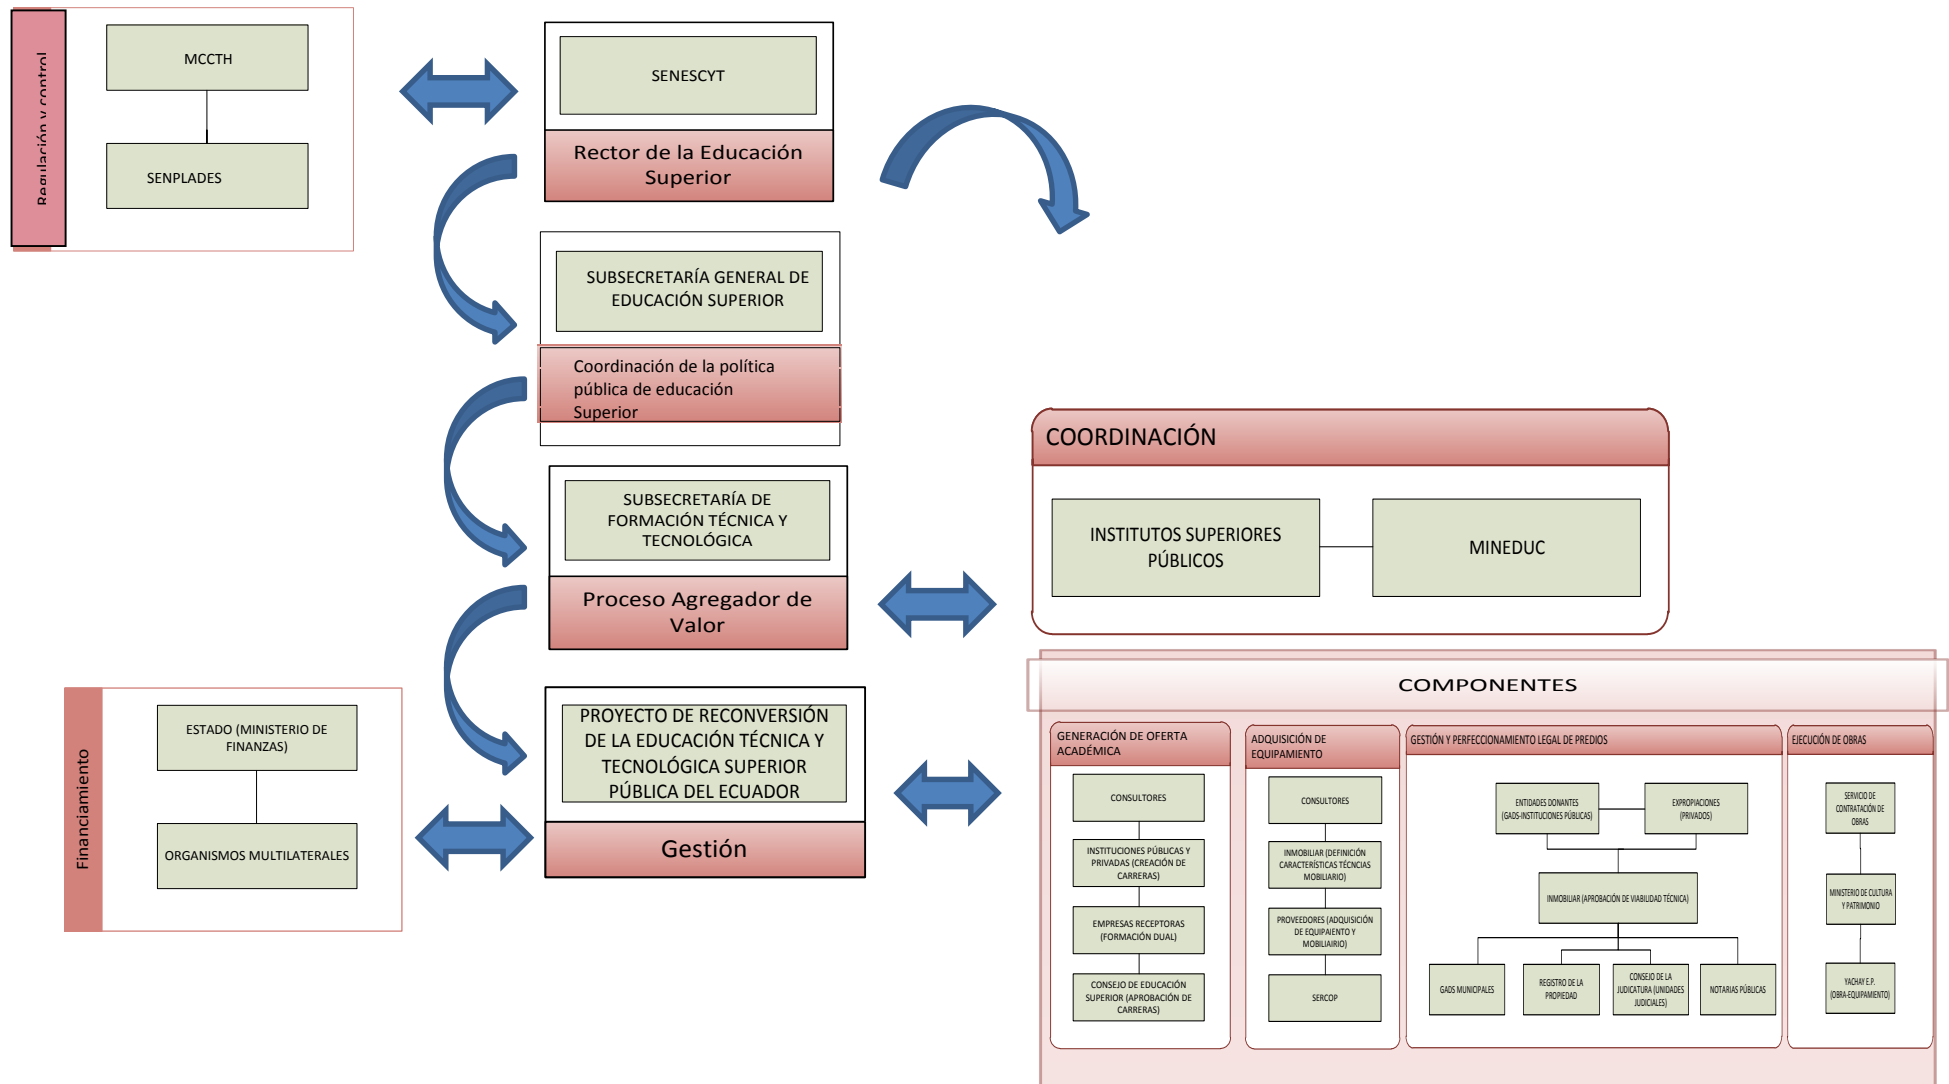 Regulación y control
MCCTH
SENPLADES
SENESCYT
Rector de la Educación
Superior
SUBSECRETARÍA GENERAL DE
EDUCACIÓN SUPERIOR
Coordinación de la política
pública de educación
Superior
SUBSECRETARÍA DE
FORMACIÓN TÉCNICA Y
TECNOLÓGICA
Proceso Agregador de
Valor
COORDINACIÓN
INSTITUTOS SUPERIORES
PÚBLICOS
MINEDUC
Financiamiento
ESTADO (MINISTERIO DE
FINANZAS)
ORGANISMOS MULTILATERALES
PROYECTO DE RECONVERSIÓN
DE LA EDUCACIÓN TÉCNICA Y
TECNOLÓGICA SUPERIOR
PÚBLICA DEL ECUADOR
Gestión
COMPONENTES
GENERACIÓN DE OFERTA
ACADÉMICA
CONSULTORES
INSTITUCIONES PÚBLICAS Y
PRIVADAS (CREACIÓN DE
CARRERAS)
EMPRESAS RECEPTORAS
(FORMACIÓN DUAL)
CONSEJO DE EDUCACIÓN
SUPERIOR (APROBACIÓN DE
CARRERAS)
ADQUISICIÓN DE
EQUIPAMIENTO
CONSULTORES
INMOBILIAR (DEFINICIÓN
CARACTERÍSTICAS TÉCNCIAS
MOBILIARIO)
PROVEEDORES (ADQUISICIÓN
DE EQUIPAIENTO Y
MOBILIAIRIO)
SERCOP
GESTIÓN Y PERFECCIONAMIENTO LEGAL DE PREDIOS
ENTIDADES DONANTES
(GADS-INSTITUCIONES PÚBLICAS)
EXPROPIACIONES
(PRIVADOS)
INMOBILIAR (APROBACIÓN DE VIABILIDAD TÉCNICA)
GADS MUNICIPALES
REGISTRO DE LA
PROPIEDAD
CONSEJO DE LA
JUDICATURA (UNIDADES
JUDICIALES)
NOTARIAS PÚBLICAS
EJECUCIÓN DE OBRAS
SERVICIO DE
CONTRATACIÓN DE
OBRAS
MINISTERIO DE CULTURA
Y PATRIMONIO
YACHAY E.P.
(OBRA-EQUIPAMIENTO)